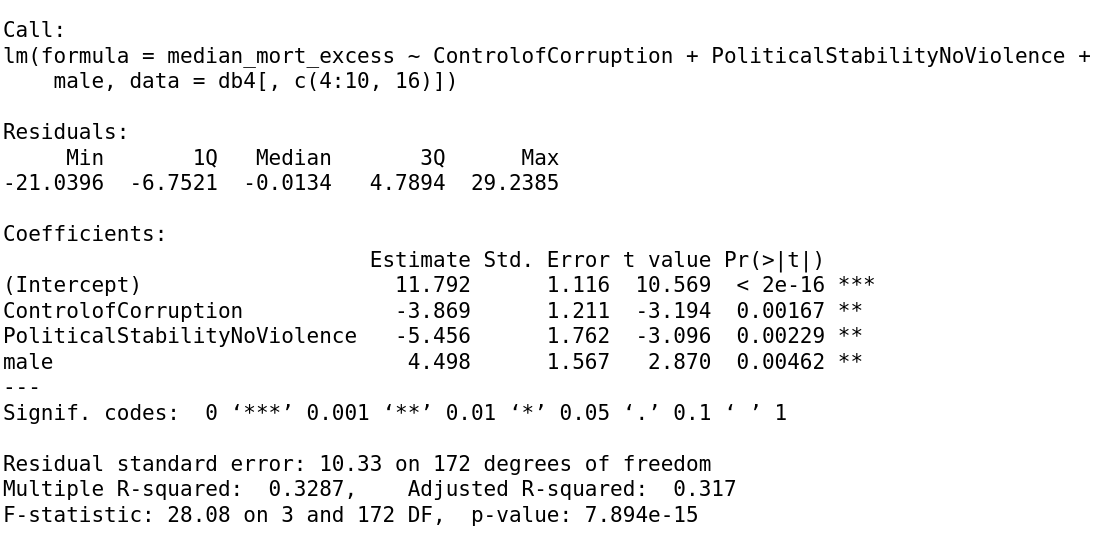 Call:
lm(formula = median_mort_excess ~ ControlofCorruption + PoliticalStabilityNoViolence +
    male, data = db4[, c(4:10, 16)])

Residuals:
     Min       1Q   Median       3Q      Max
-21.0396  -6.7521  -0.0134   4.7894  29.2385

Coefficients:
                             Estimate Std. Error t value Pr(>|t|)
(Intercept)                    11.792      1.116  10.569  < 2e-16 ***
ControlofCorruption            -3.869      1.211  -3.194  0.00167 **
PoliticalStabilityNoViolence   -5.456      1.762  -3.096  0.00229 **
male                            4.498      1.567   2.870  0.00462 **
---
Signif. codes:  0 ‘***’ 0.001 ‘**’ 0.01 ‘*’ 0.05 ‘.’ 0.1 ‘ ’ 1

Residual standard error: 10.33 on 172 degrees of freedom
Multiple R-squared:  0.3287,    Adjusted R-squared:  0.317
F-statistic: 28.08 on 3 and 172 DF,  p-value: 7.894e-15